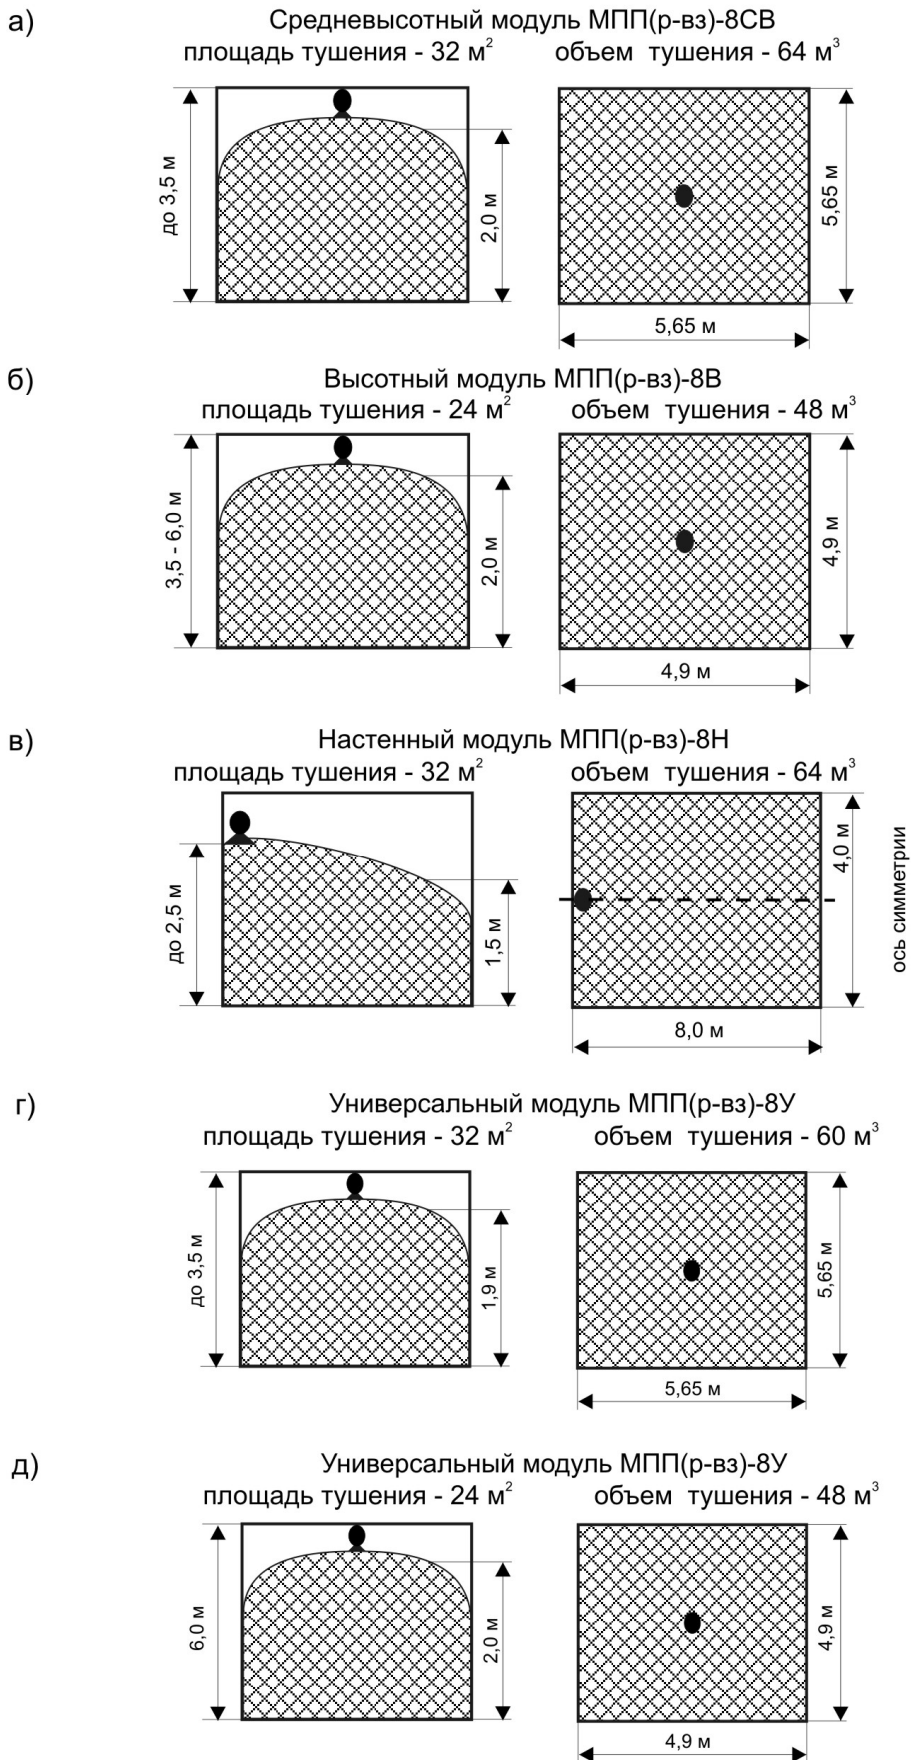 а)
Средневысотный модуль МПП(р-вз)-8СВ
площадь тушения - 32 м² объем тушения - 64 м³
до 3,5 м
2,0 м
5,65 м
5,65 м
б)
Высотный модуль МПП(р-вз)-8В
площадь тушения - 24 м² объем тушения - 48 м³
3,5 - 6,0 м
2,0 м
4,9 м
4,9 м
в)
Настенный модуль МПП(р-вз)-8Н
площадь тушения - 32 м² объем тушения - 64 м³
до 2,5 м
1,5 м
4,0 м
ось симметрии
8,0 м
г)
Универсальный модуль МПП(р-вз)-8У
площадь тушения - 32 м² объем тушения - 60 м³
до 3,5 м
1,9 м
5,65 м
5,65 м
д)
Универсальный модуль МПП(р-вз)-8У
площадь тушения - 24 м² объем тушения - 48 м³
6,0 м
2,0 м
4,9 м
4,9 м